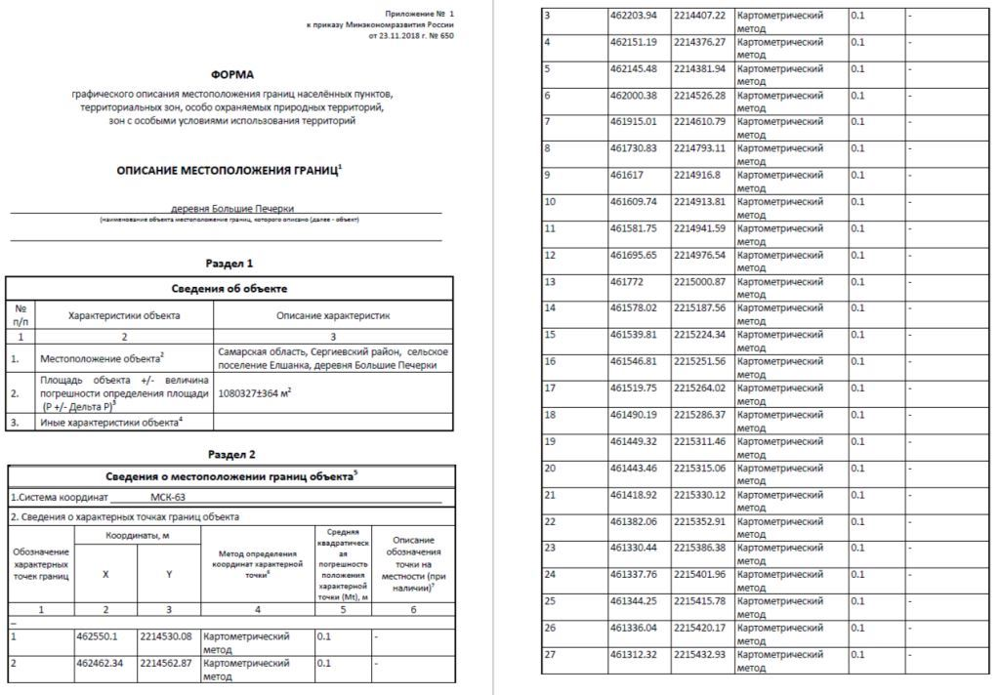 Приложение № 1
к приказу Минэкономразвития России
от 23.11.2018 г. № 650
ФОРМА
графического описания местоположения границ населённых пунктов,
территориальных зон, особо охраняемых природных территорий,
зон с особыми условиями использования территорий
ОПИСАНИЕ МЕСТОПОЛОЖЕНИЯ ГРАНИЦ¹
деревня Большие Печерки
(наименование объекта местоположение границ, которого описано (далее - объект)
Раздел 1
Сведения об объекте
№ п/п Характеристики объекта Описание характеристик
1 2 3
1. Местоположение объекта² Самарская область, Сергиевский район, сельское
поселение Елшанка, деревня Большие Печерки
2. Площадь объекта +/- величина
погрешности определения площади
(P +/- Дельта P)³ 1080327±364 м²
3. Иные характеристики объекта⁴
Раздел 2
Сведения о местоположении границ объекта⁵
1.Система координат МСК-63
2. Сведения о характерных точках границ объекта
Обозначение
характерных
точек границ
Координаты, м
X Y
Метод определения
координат характерной
точки⁶
Средняя
квадратическ
ая
погрешность
положения
характерной
точки (Mt), м
Описание
обозначения
точки на
местности (при
наличии)⁷
1 2 3 4 5 6
–
1 462550.1 2214530.08 Картометрический 0.1 -
метод
2 462462.34 2214562.87 Картометрический 0.1 -
метод
3 462203.94 2214407.22 Картометрический 0.1 -
метод
4 462151.19 2214376.27 Картометрический 0.1 -
метод
5 462145.48 2214381.94 Картометрический 0.1 -
метод
6 462000.38 2214526.28 Картометрический 0.1 -
метод
7 461915.01 2214610.79 Картометрический 0.1 -
метод
8 461730.83 2214793.11 Картометрический 0.1 -
метод
9 461617 2214916.8 Картометрический 0.1 -
метод
10 461609.74 2214913.81 Картометрический 0.1 -
метод
11 461581.75 2214941.59 Картометрический 0.1 -
метод
12 461695.65 2214976.54 Картометрический 0.1 -
метод
13 461772 2215000.87 Картометрический 0.1 -
метод
14 461578.02 2215187.56 Картометрический 0.1 -
метод
15 461539.81 2215224.34 Картометрический 0.1 -
метод
16 461546.81 2215251.56 Картометрический 0.1 -
метод
17 461519.75 2215264.02 Картометрический 0.1 -
метод
18 461490.19 2215286.37 Картометрический 0.1 -
метод
19 461449.32 2215311.46 Картометрический 0.1 -
метод
20 461443.46 2215315.06 Картометрический 0.1 -
метод
21 461418.92 2215330.12 Картометрический 0.1 -
метод
22 461382.06 2215352.91 Картометрический 0.1 -
метод
23 461330.44 2215386.38 Картометрический 0.1 -
метод
24 461337.76 2215401.96 Картометрический 0.1 -
метод
25 461344.25 2215415.78 Картометрический 0.1 -
метод
26 461336.04 2215420.17 Картометрический 0.1 -
метод
27 461312.32 2215432.93 Картометрический 0.1 -
метод